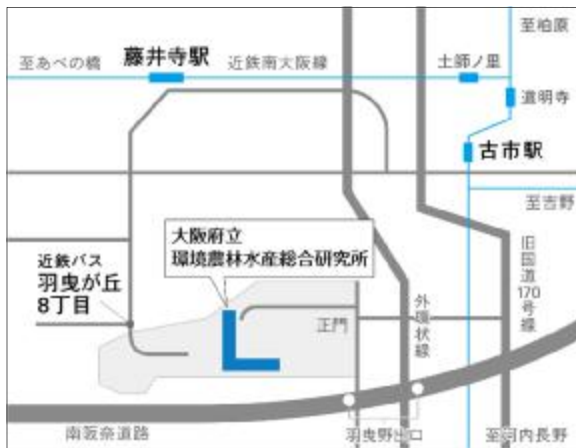 至柏原
藤井寺駅
至あべの橋
近鉄南大阪線
土師ノ里
道明寺
古市駅
至吉野
大阪府立
環境農林水産総合研究所
近鉄バス
羽曳が丘
8丁目
正門
外環状線
旧国道170号線
南阪奈道路
羽曳野出口
至河内長野